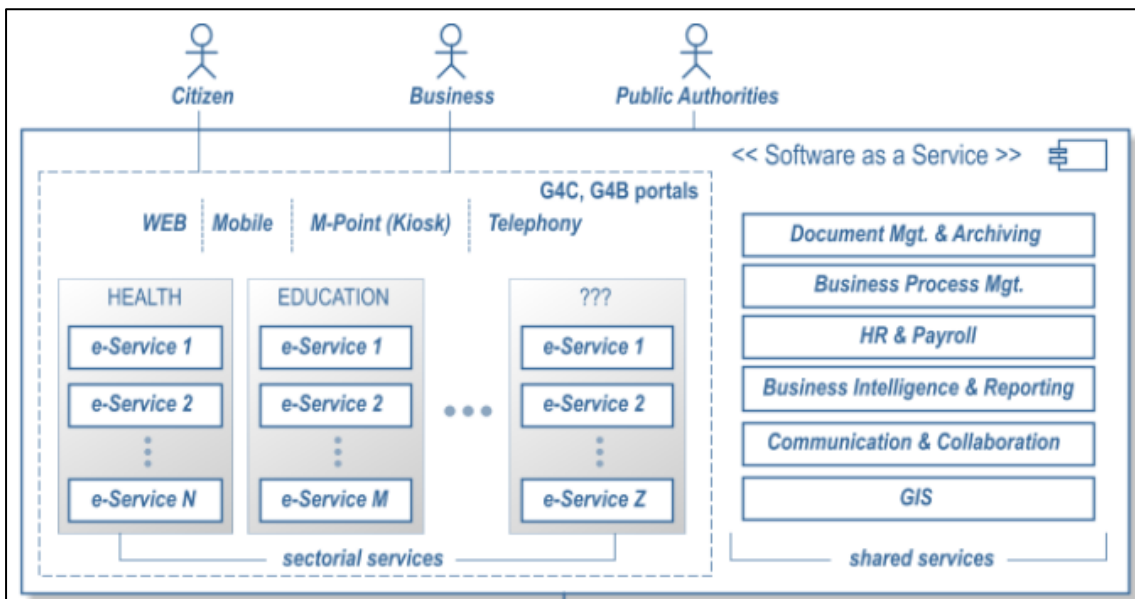 Citizen
Business
Public Authorities
<< Software as a Service >>
G4C, G4B portals
WEB
Mobile
M-Point (Kiosk)
Telephony
HEALTH
e-Service 1
e-Service 2
e-Service N
EDUCATION
e-Service 1
e-Service 2
e-Service M
???
e-Service 1
e-Service 2
e-Service Z
sectorial services
Document Mgt. & Archiving
Business Process Mgt.
HR & Payroll
Business Intelligence & Reporting
Communication & Collaboration
GIS
shared services